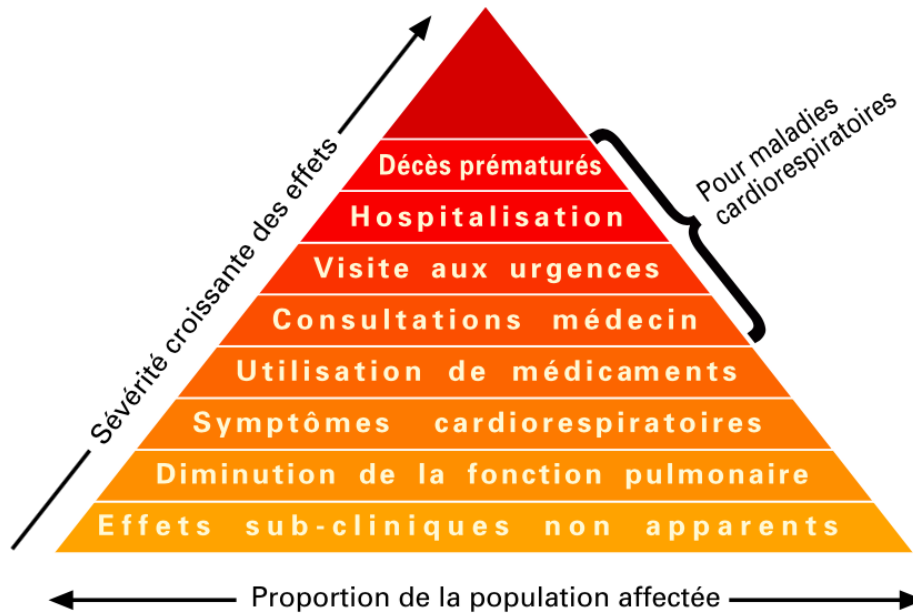 Sévérité croissante des effets
Pour maladies
cardiorespiratoires
Décès prématurés
Hospitalisation
Visite aux urgences
Consultations médecin
Utilisation de médicaments
Symptômes cardiorespiratoires
Diminution de la fonction pulmonaire
Effets sub-cliniques non apparents
Proportion de la population affectée